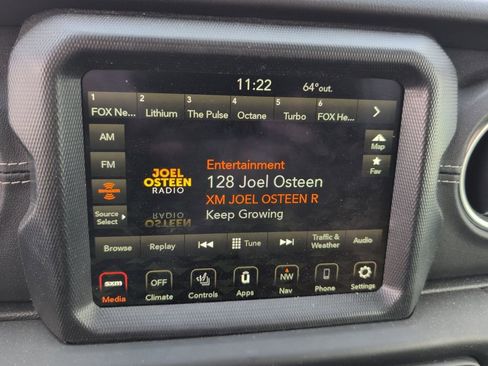 11:22 64° out.
1 2 3 4 5 6
FOX Ne... Lithium The Pulse Octane Turbo FOX He...
AM
FM
Source
Select
JOEL
OSTEEN
RADIO
Entertainment
128 Joel Osteen
XM JOEL OSTEEN R
Keep Growing
Map
Fav
Browse Replay Tune Traffic & Weather Audio
sxm OFF NW
Media Climate Controls Apps Nav Phone Settings